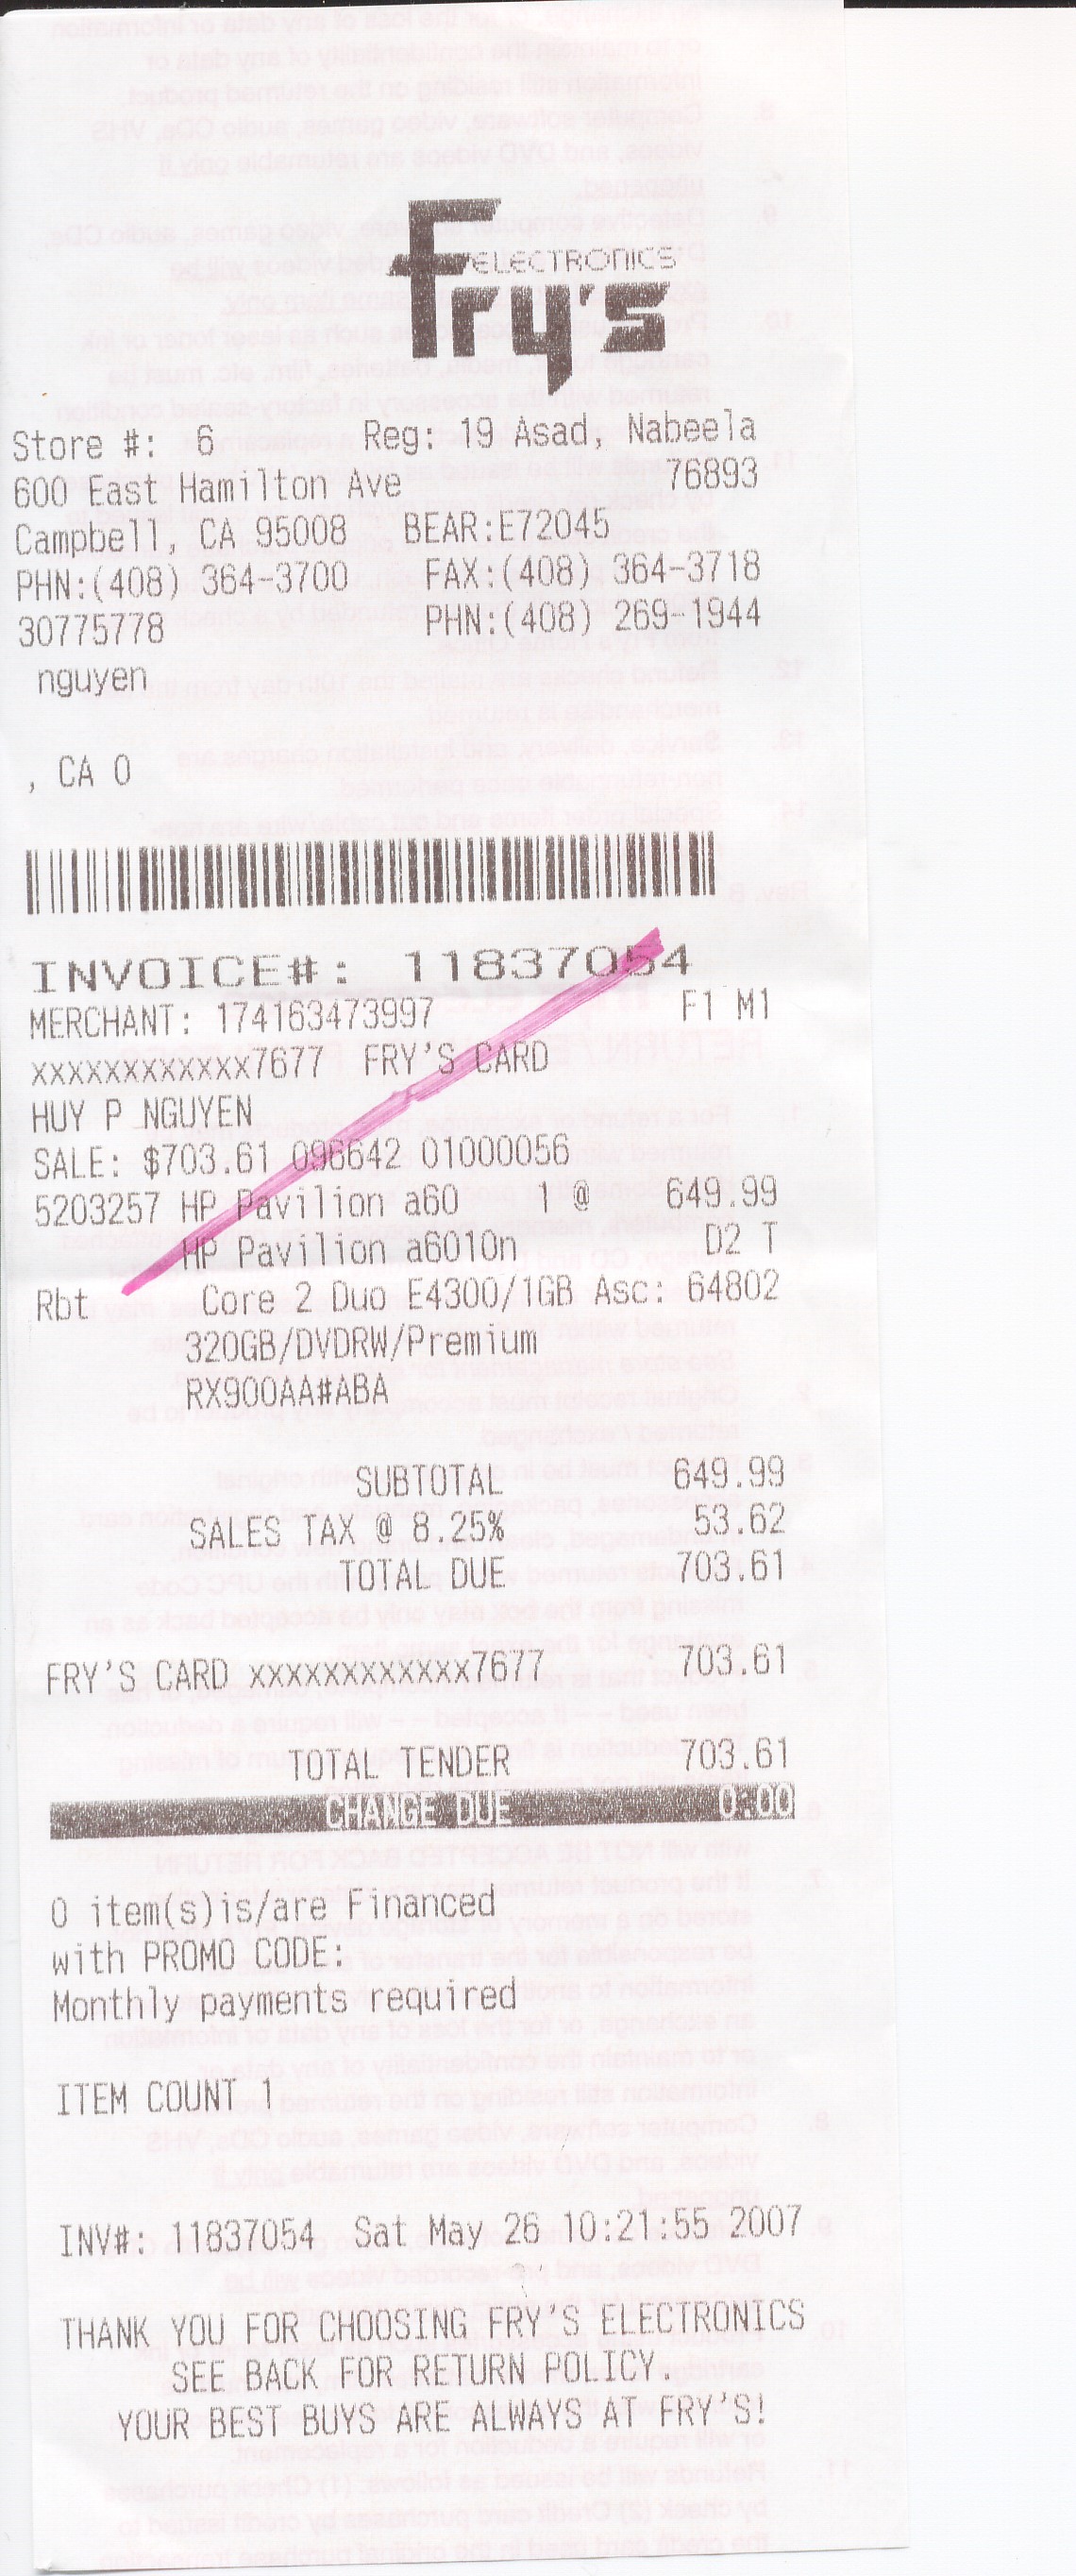 Fry's ELECTRONICS
Store #: 6 Reg: 19 Asad, Nabeela
600 East Hamilton Ave 76893
Campbell, CA 95008 BEAR:E72045
PHN:(408) 364-3700 FAX:(408) 364-3718
30775778 PHN:(408) 269-1944
nguyen
, CA 0
INVOICE#: 11837054
MERCHANT: 174163473997 F1 M1
xxxxxxxxxxxx7677 FRY'S CARD
HUY P NGUYEN
SALE: $703.61 096642 01000056
5203257 HP Pavilion a60 1 @ 649.99
HP Pavilion a6010n D2 T
Rbt Core 2 Duo E4300/1GB Asc: 64802
320GB/DVDRW/Premium
RX900AA#ABA
SUBTOTAL 649.99
SALES TAX @ 8.25% 53.62
TOTAL DUE 703.61
FRY'S CARD xxxxxxxxxxxx7677 703.61
TOTAL TENDER 703.61
CHANGE DUE 0.00
0 item(s)is/are Financed
with PROMO CODE:
Monthly payments required
ITEM COUNT 1
INV#: 11837054 Sat May 26 10:21:55 2007
THANK YOU FOR CHOOSING FRY'S ELECTRONICS
SEE BACK FOR RETURN POLICY.
YOUR BEST BUYS ARE ALWAYS AT FRY'S!